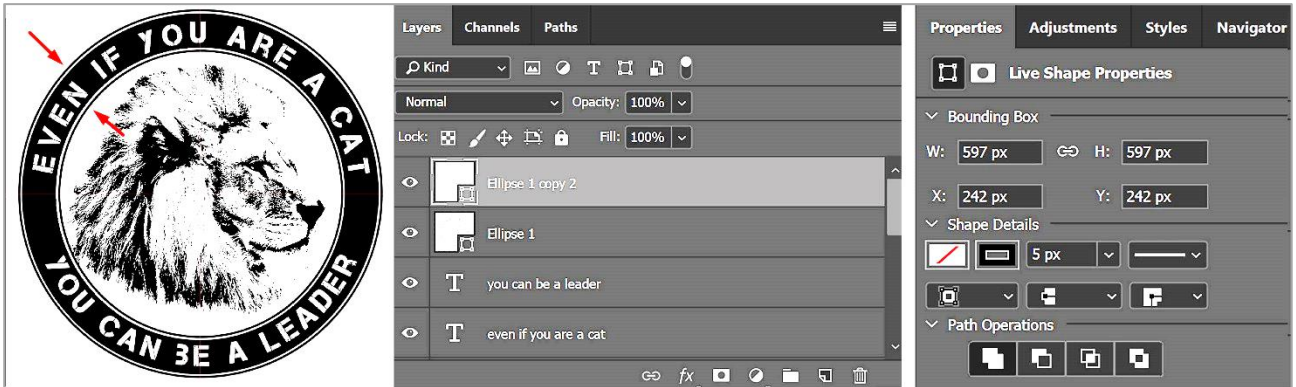 EVEN IF YOU ARE A CAT
YOU CAN BE A LEADER
Layers Channels Paths
Kind
Normal Opacity: 100%
Lock: Fill: 100%
Ellipse 1 copy 2
Ellipse 1
T you can be a leader
T even if you are a cat
fx
Properties Adjustments Styles Navigator
Live Shape Properties
Bounding Box
W: 597 px H: 597 px
X: 242 px Y: 242 px
Shape Details
5 px
Path Operations